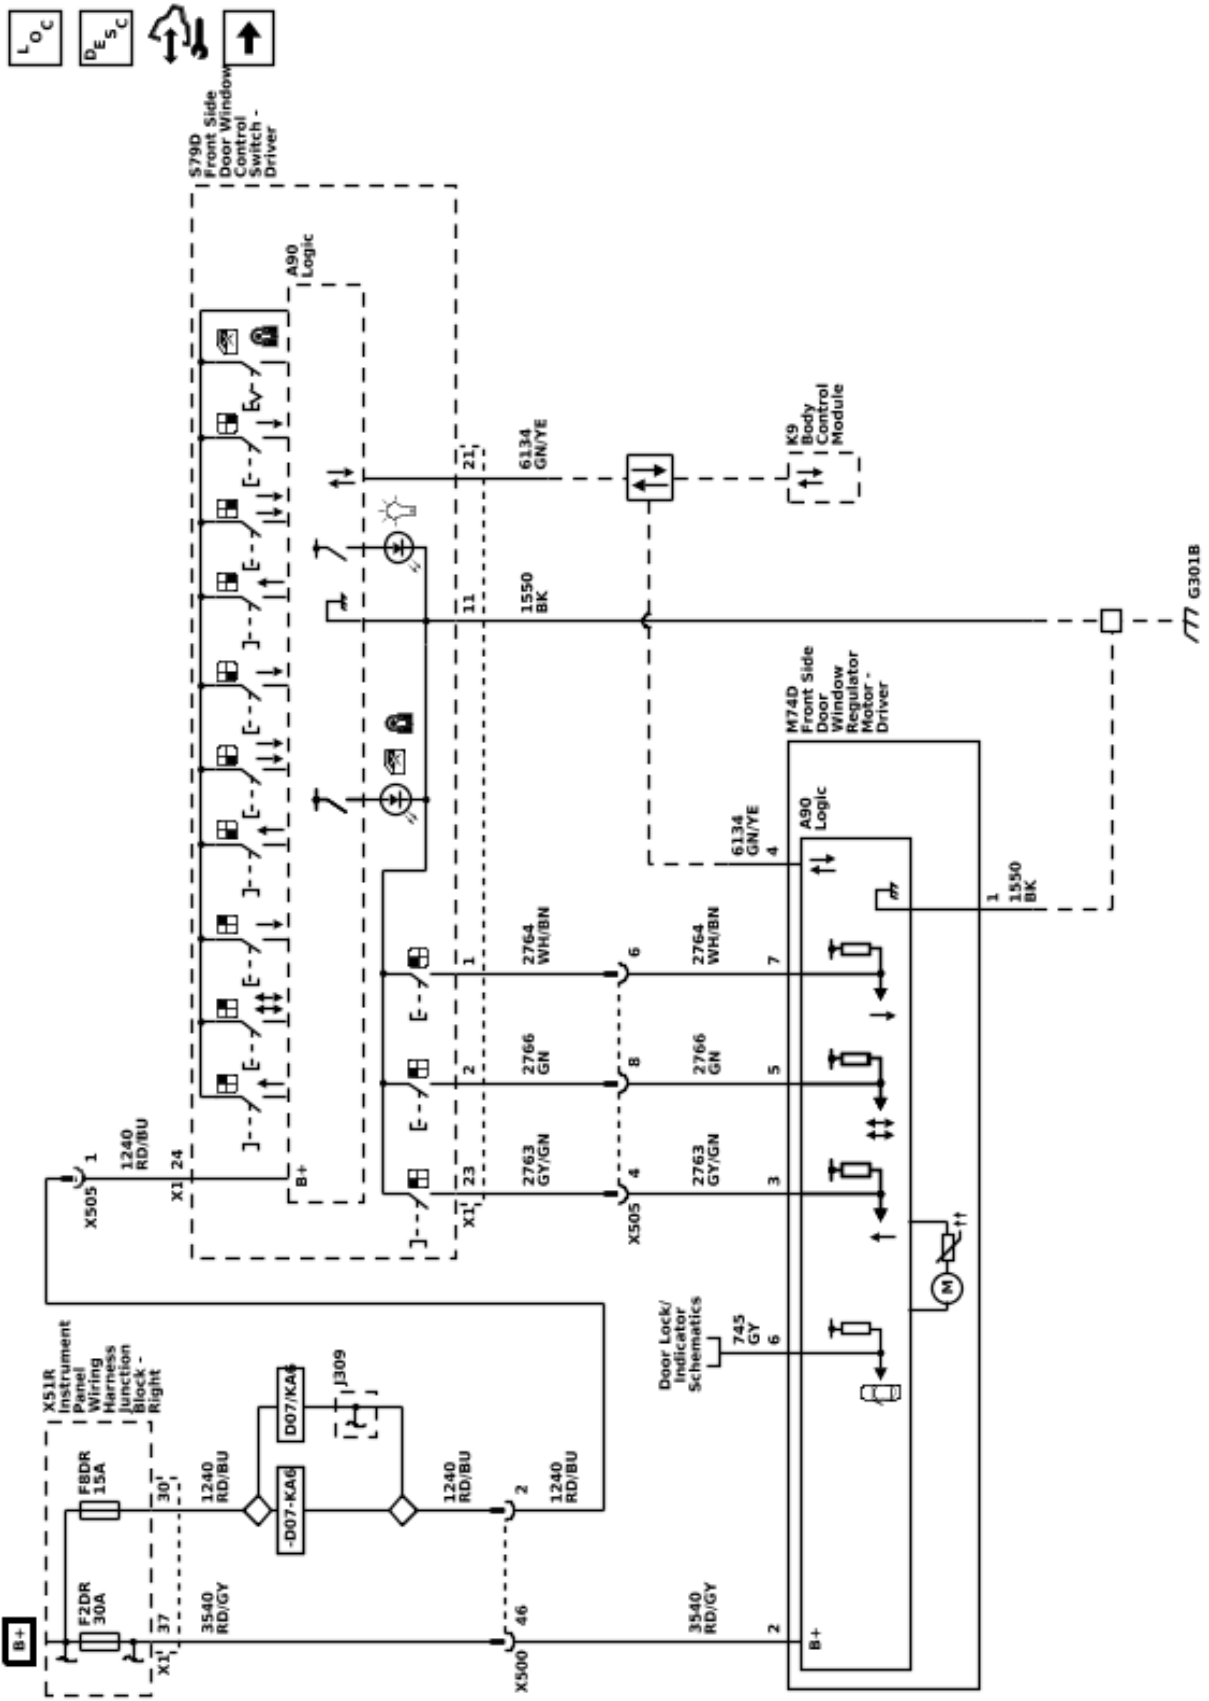 LOC
DESC
B+
X51R
Instrument
Panel
Wiring
Harness
Junction
Block -
Right
F2DR
30A
F8DR
15A
X1
37
30
3540
RD/GY
1240
RD/BU
-D07-KA6
D07/KA6
J309
1240
RD/BU
X500
46
2
3540
RD/GY
1240
RD/BU
X505
1
1240
RD/BU
X1
24
B+
S79D
Front Side
Door Window
Control
Switch -
Driver
A90
Logic
X1
23
2
1
11
21
2763
GY/GN
2766
GN
2764
WH/BN
1550
BK
6134
GN/YE
X505
4
8
6
2763
GY/GN
2766
GN
2764
WH/BN
K9
Body
Control
Module
Door Lock/
Indicator
Schematics
745
GY
2
6
3
5
7
6134
GN/YE
4
M74D
Front Side
Door
Window
Regulator
Motor -
Driver
A90
Logic
B+
M
1
1550
BK
G301B